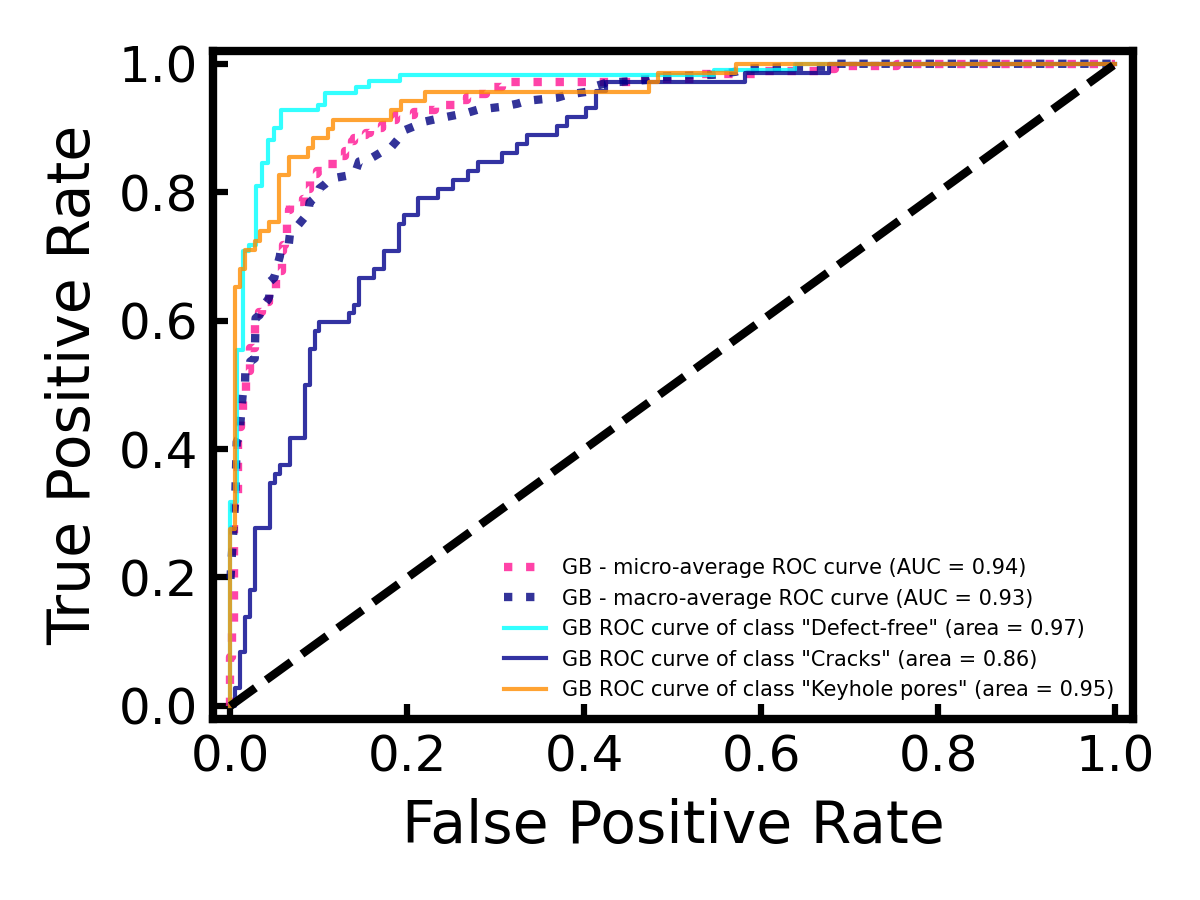 True Positive Rate
1.0
0.8
0.6
0.4
0.2
0.0
GB - micro-average ROC curve (AUC = 0.94)
GB - macro-average ROC curve (AUC = 0.93)
GB ROC curve of class "Defect-free" (area = 0.97)
GB ROC curve of class "Cracks" (area = 0.86)
GB ROC curve of class "Keyhole pores" (area = 0.95)
0.0 0.2 0.4 0.6 0.8 1.0
False Positive Rate